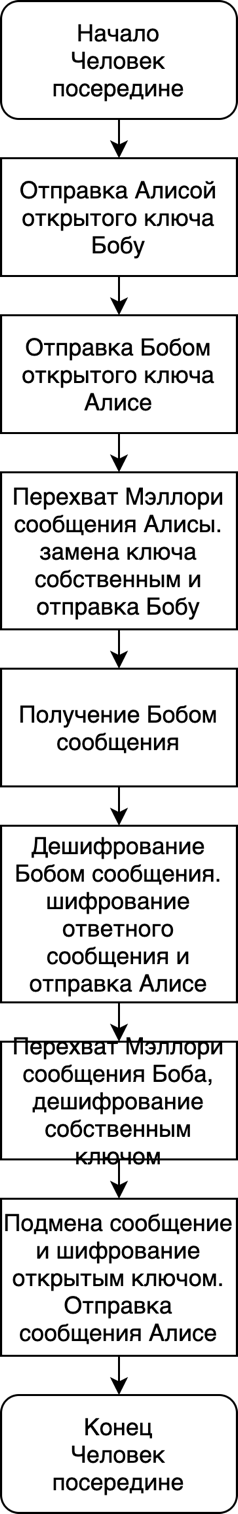 Начало
Человек
посередине
Отправка Алисой
открытого ключа
Бобу
Отправка Бобом
открытого ключа
Алисе
Перехват Мэллори
сообщения Алисы.
замена ключа
собственным и
отправка Бобу
Получение Бобом
сообщения
Дешифрование
Бобом сообщения.
шифрование
ответного
сообщения и
отправка Алисе
Перехват Мэллори
сообщения Боба,
дешифрование
собственным
ключом
Подмена сообщение
и шифрование
открытым ключом.
Отправка
сообщения Алисе
Конец
Человек
посередине